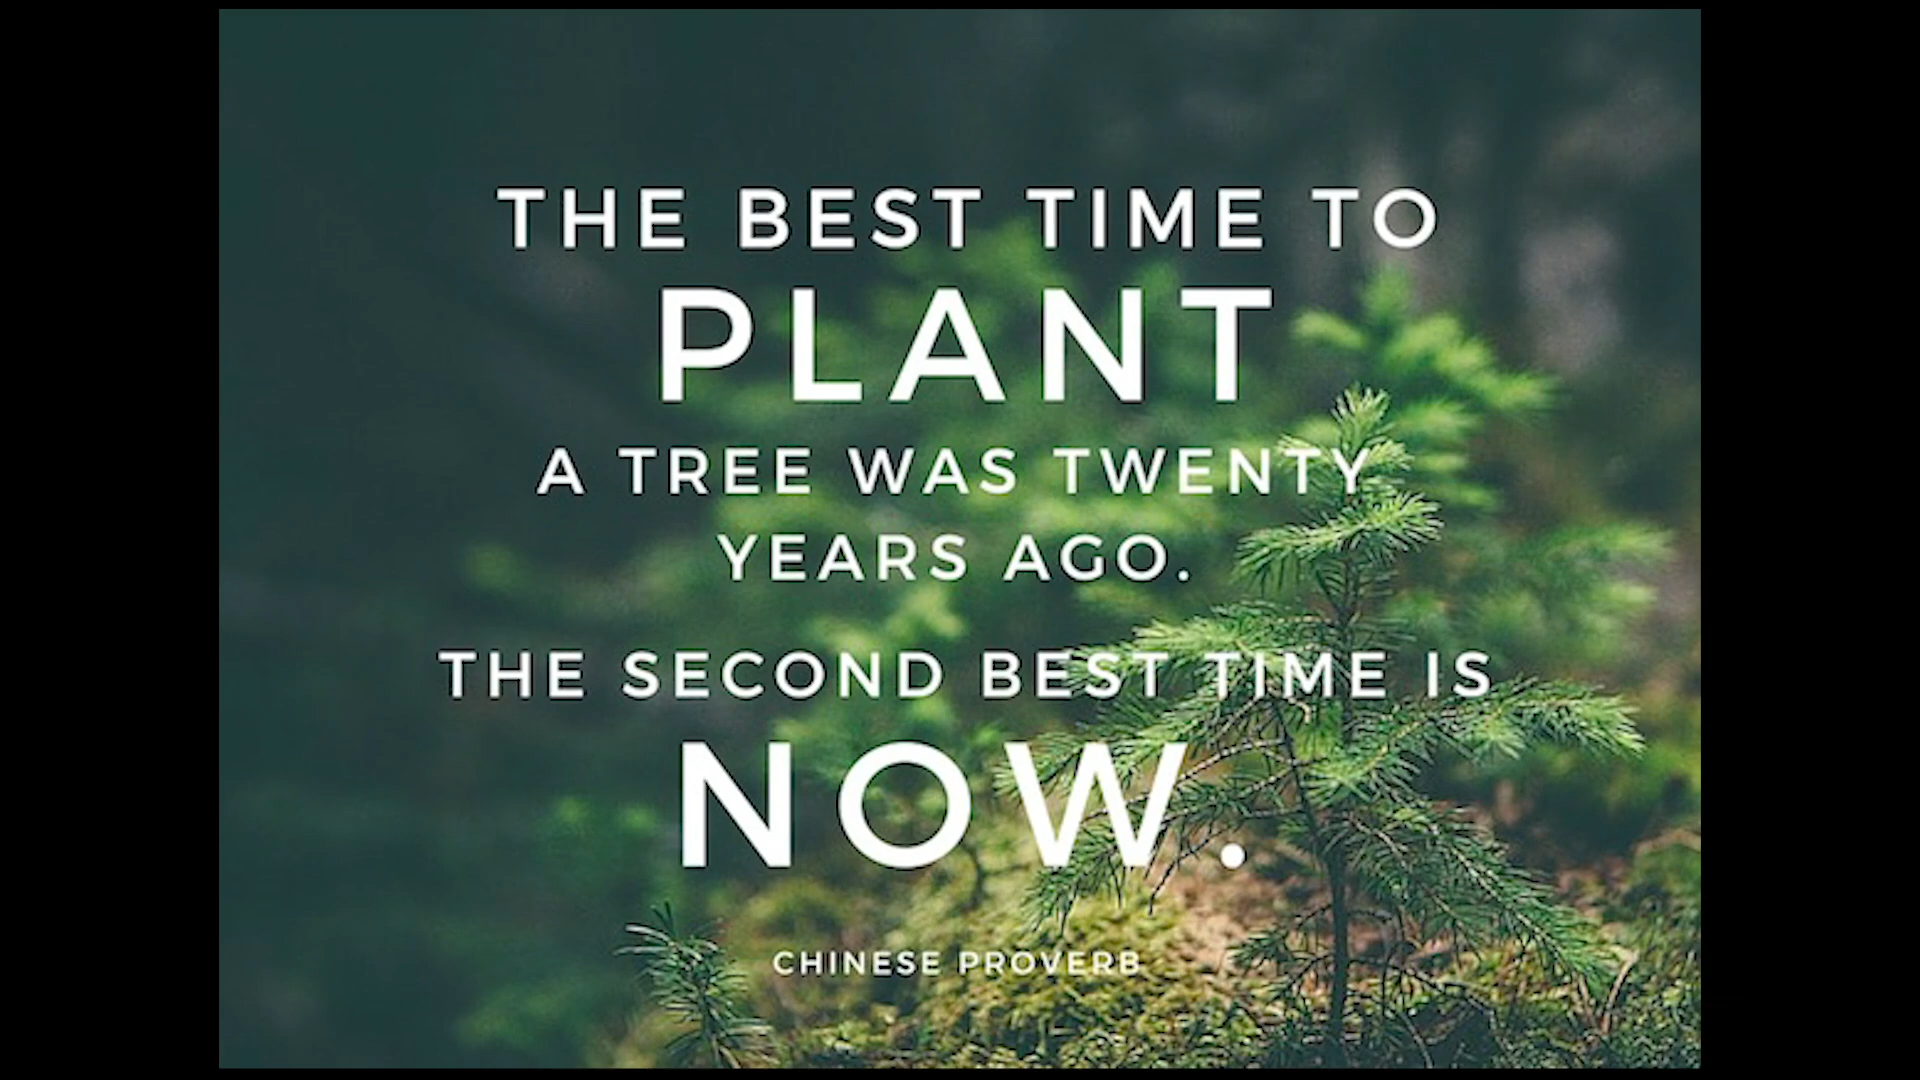 THE BEST TIME TO
PLANT
A TREE WAS TWENTY
YEARS AGO.
THE SECOND BEST TIME IS
NOW.
CHINESE PROVERB